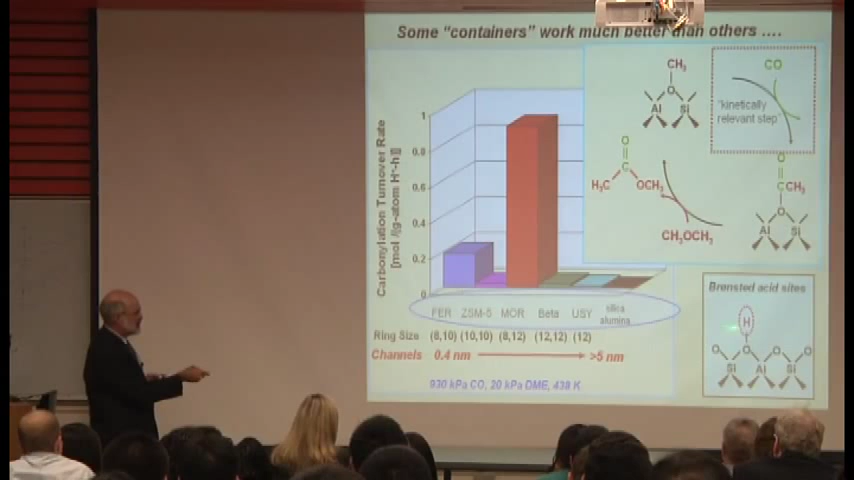 Some “containers” work much better than others ….
Carbonylation Turnover Rate
[mol /(g-atom H⁺-h)]
1
0.8
0.6
0.4
0.2
0
FER ZSM-5 MOR Beta USY silica
alumina
Ring Size (8,10) (10,10) (8,12) (12,12) (12)
Channels 0.4 nm >5 nm
930 kPa CO, 20 kPa DME, 438 K
CH₃
O
Al Si
CO
"kinetically
relevant step"
O
C
H₃C OCH₃
O
C CH₃
O
Al Si
CH₃OCH₃
Brønsted acid sites
H
O O O O
Si Al Si